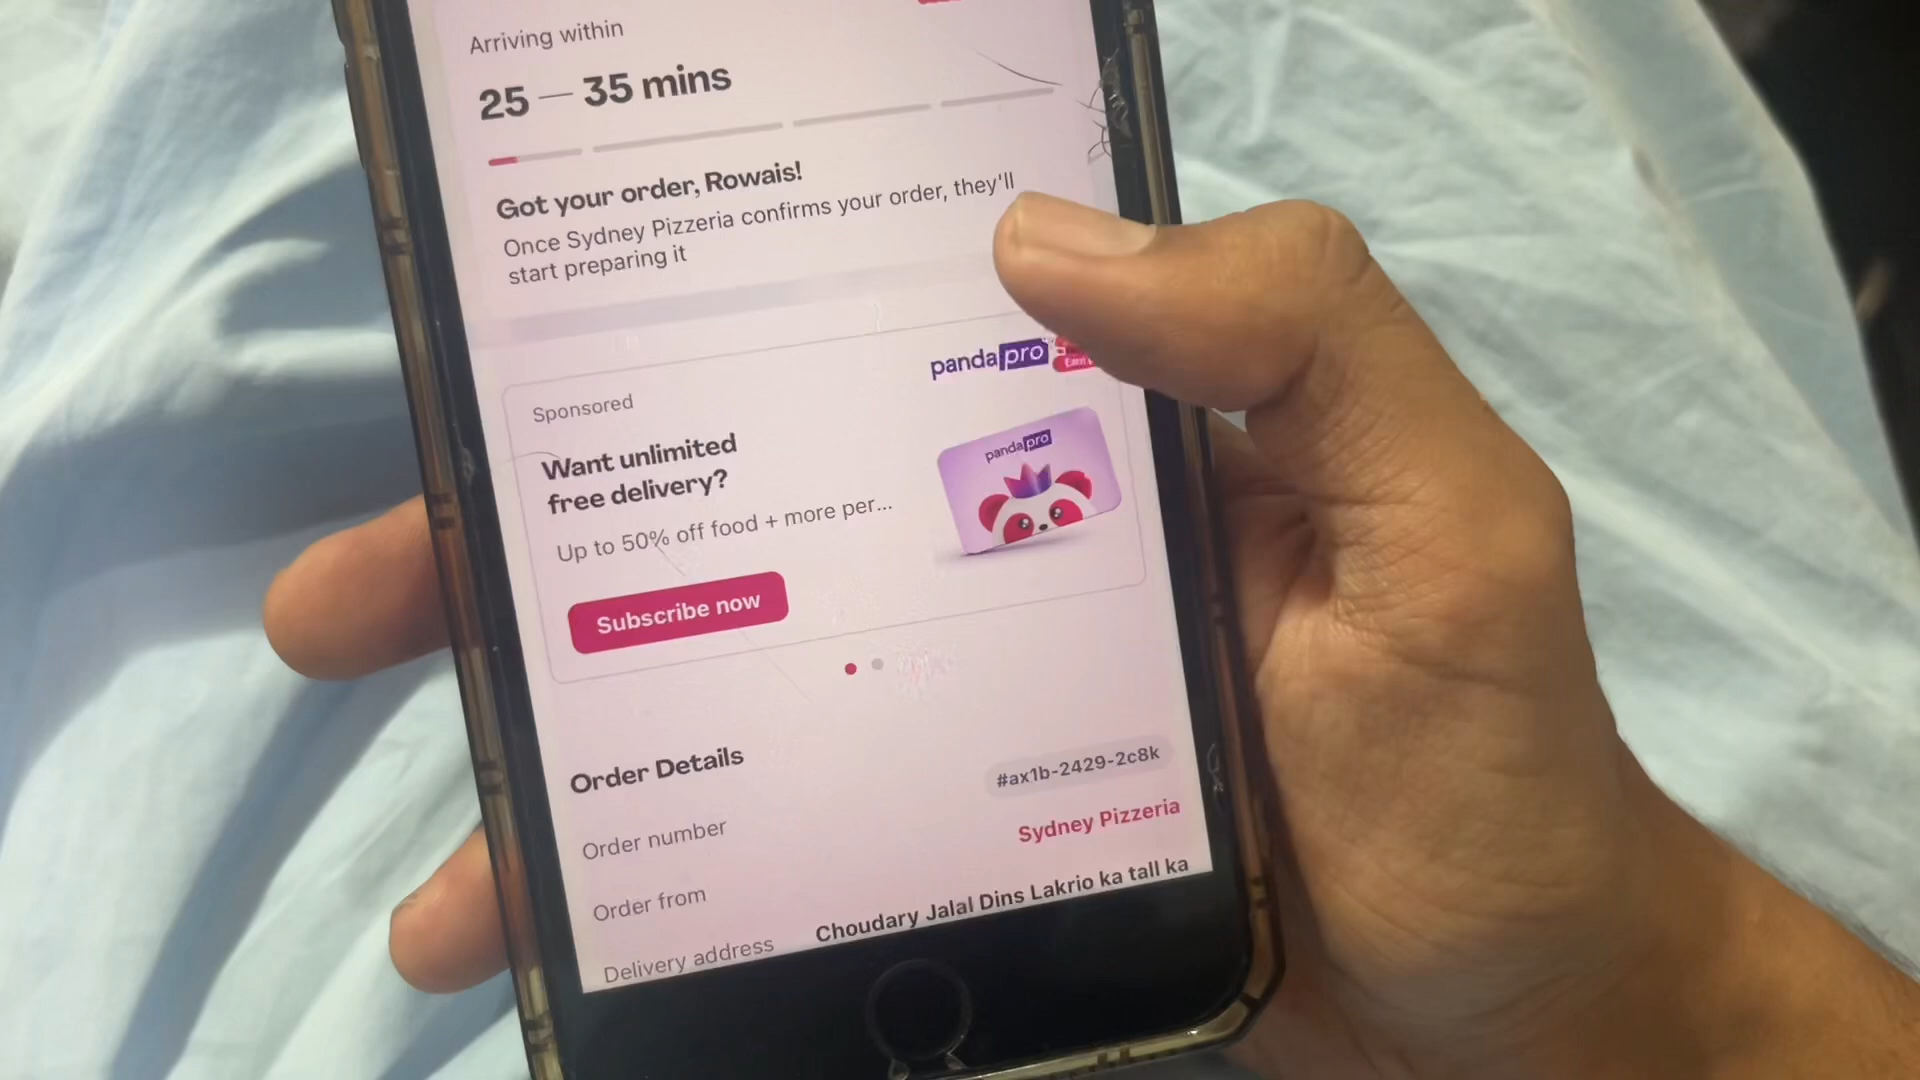 Arriving within
25 — 35 mins
Got your order, Rowais!
Once Sydney Pizzeria confirms your order, they'll
start preparing it
pandapro
Sponsored
Want unlimited
free delivery?
Up to 50% off food + more per...
pandapro
Subscribe now
Order Details
Order number #ax1b-2429-2c8k
Order from Sydney Pizzeria
Delivery address Choudary Jalal Dins Lakrio ka tall ka